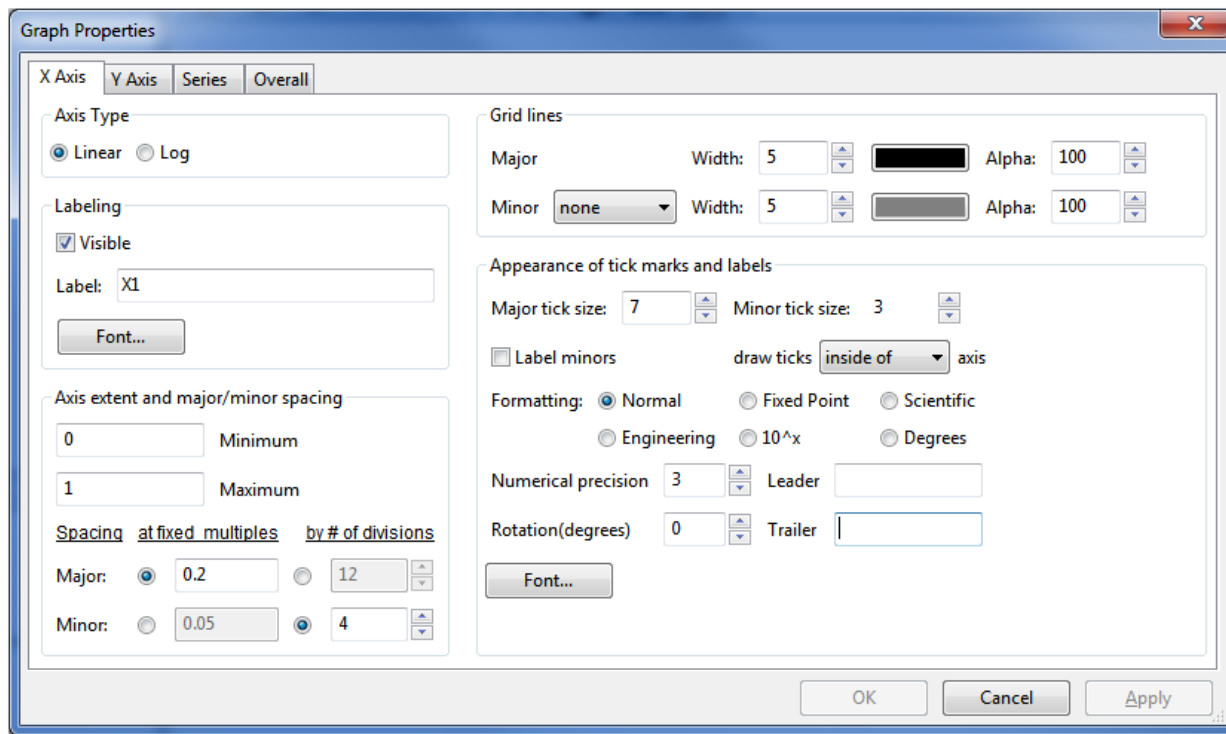 Graph Properties
X Axis Y Axis Series Overall
Axis Type
Linear Log
Labeling
Visible
Label: X1
Font...
Axis extent and major/minor spacing
0 Minimum
1 Maximum
Spacing at fixed multiples by # of divisions
Major: 0.2 12
Minor: 0.05 4
Grid lines
Major Width: 5 Alpha: 100
Minor none Width: 5 Alpha: 100
Appearance of tick marks and labels
Major tick size: 7 Minor tick size: 3
Label minors draw ticks inside of axis
Formatting: Normal Fixed Point Scientific
Engineering 10^x Degrees
Numerical precision 3 Leader
Rotation(degrees) 0 Trailer
Font...
OK Cancel Apply